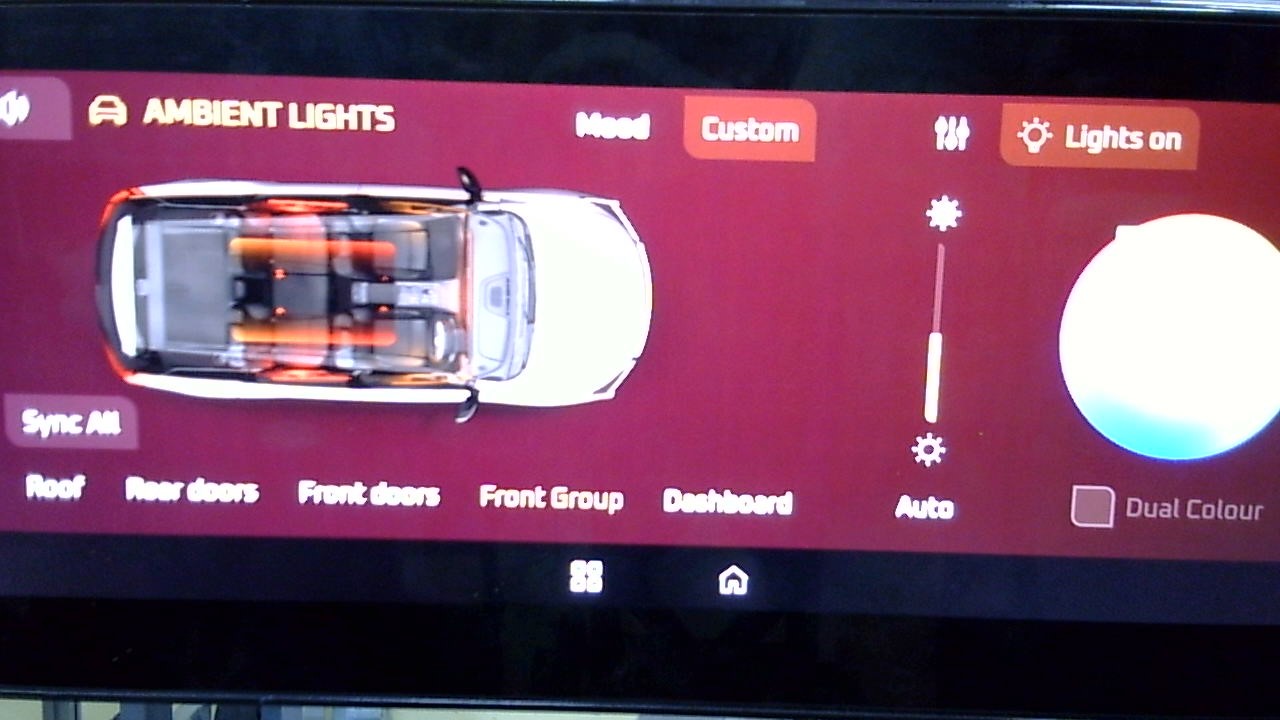 AMBIENT LIGHTS
Mood
Custom
Lights on
Sync All
Roof
Rear doors
Front doors
Front Group
Dashboard
Auto
Dual Colour